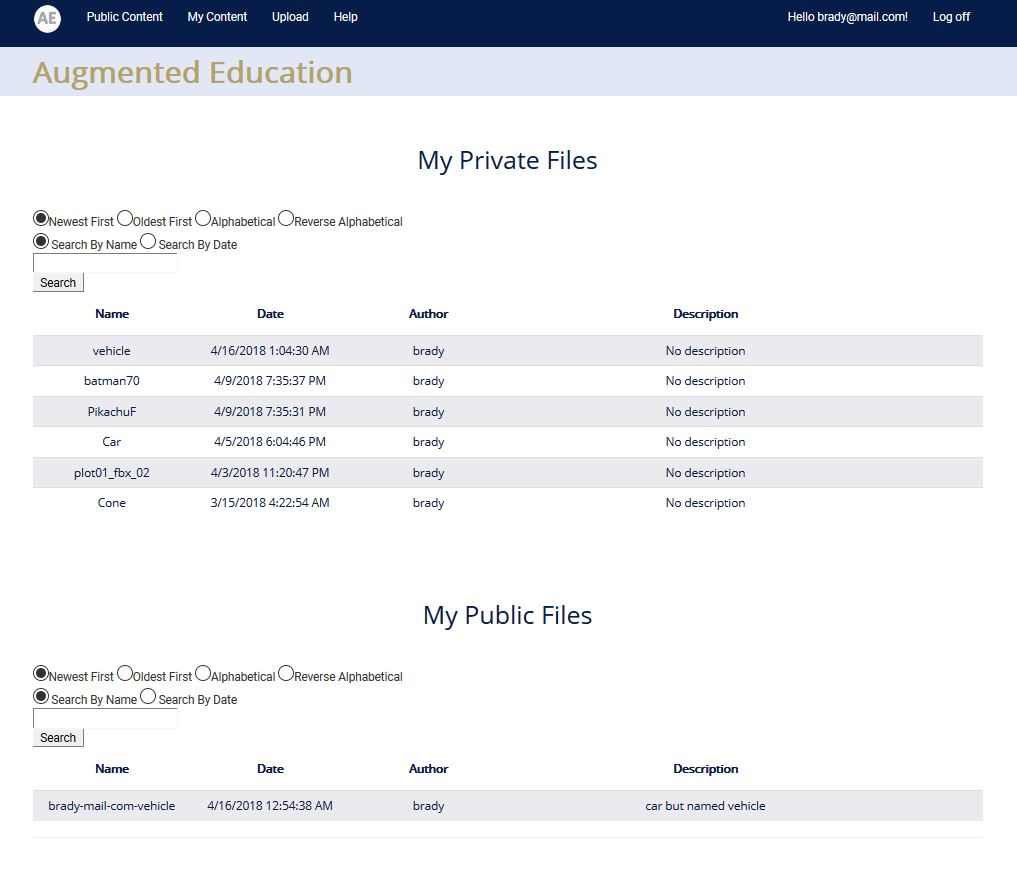 AE Public Content My Content Upload Help Hello brady@mail.com! Log off
Augmented Education
My Private Files
Newest First Oldest First Alphabetical Reverse Alphabetical
Search By Name Search By Date
Search
Name Date Author Description
vehicle 4/16/2018 1:04:30 AM brady No description
batman70 4/9/2018 7:35:37 PM brady No description
PikachuF 4/9/2018 7:35:31 PM brady No description
Car 4/5/2018 6:04:46 PM brady No description
plot01_fbx_02 4/3/2018 11:20:47 PM brady No description
Cone 3/15/2018 4:22:54 AM brady No description
My Public Files
Newest First Oldest First Alphabetical Reverse Alphabetical
Search By Name Search By Date
Search
Name Date Author Description
brady-mail-com-vehicle 4/16/2018 12:54:38 AM brady car but named vehicle